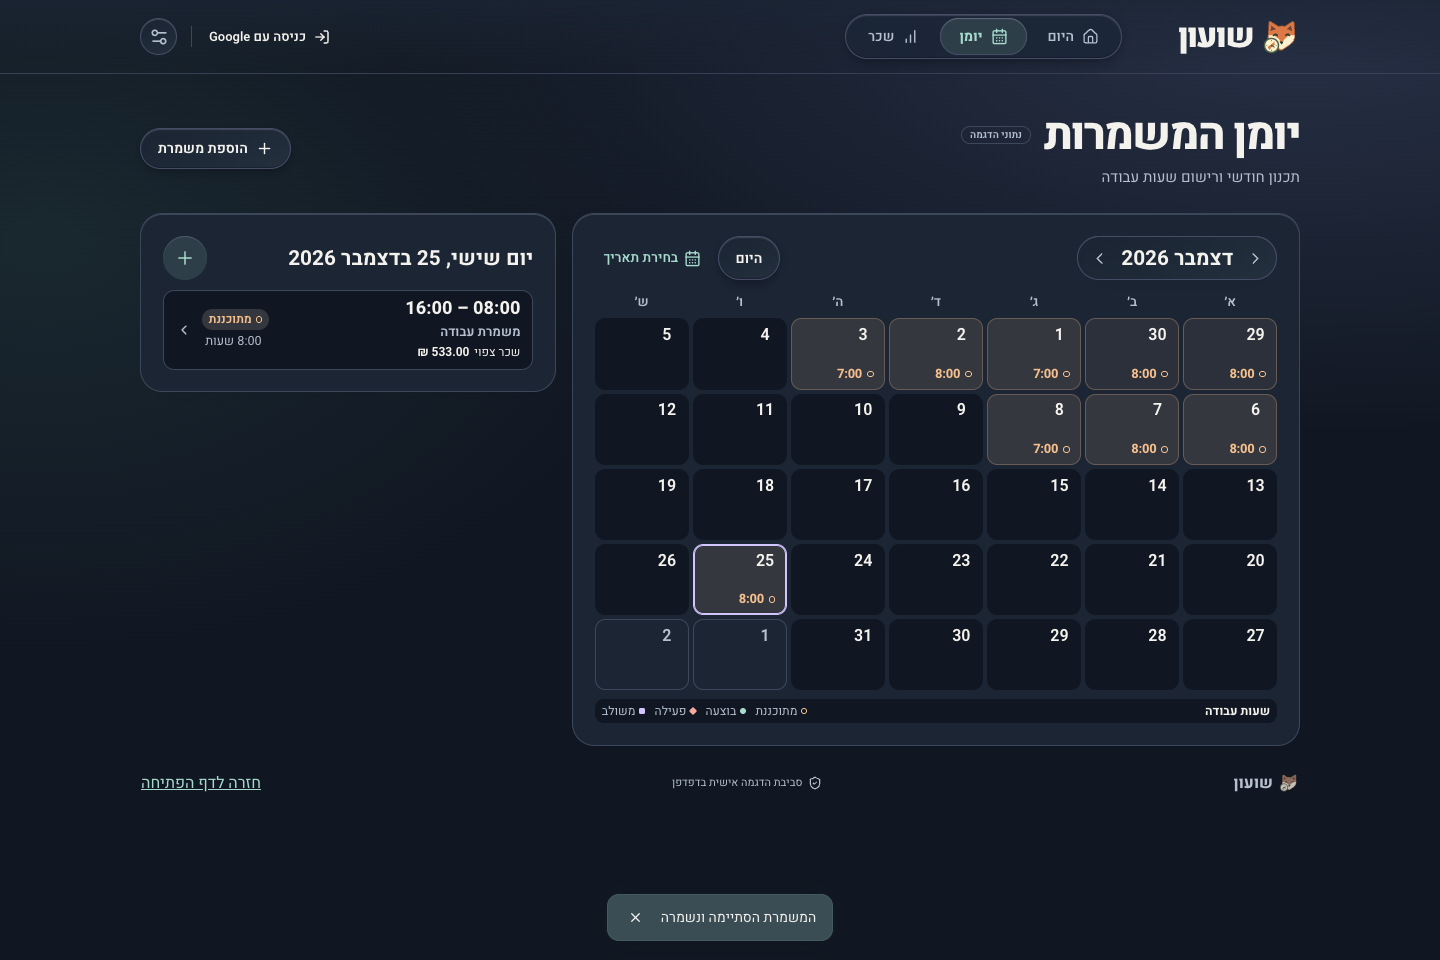 שועון
היום
יומן
שכר
כניסה עם Google
יומן המשמרות
נתוני הדגמה
תכנון חודשי ורישום שעות עבודה
הוספת משמרת
דצמבר 2026
היום
בחירת תאריך
א׳ ב׳ ג׳ ד׳ ה׳ ו׳ ש׳
29 30 1 2 3 4 5
8:00 8:00 7:00 8:00 7:00
6 7 8 9 10 11 12
8:00 8:00 7:00
13 14 15 16 17 18 19
20 21 22 23 24 25 26
8:00
27 28 29 30 31 1 2
שעות עבודה
מתוכננת
בוצעה
פעילה
משולב
יום שישי, 25 בדצמבר 2026
08:00 – 16:00
משמרת עבודה
שכר צפוי 533.00 ₪
מתוכננת
8:00 שעות
שועון
סביבת הדגמה אישית בדפדפן
חזרה לדף הפתיחה
המשמרת הסתיימה ונשמרה